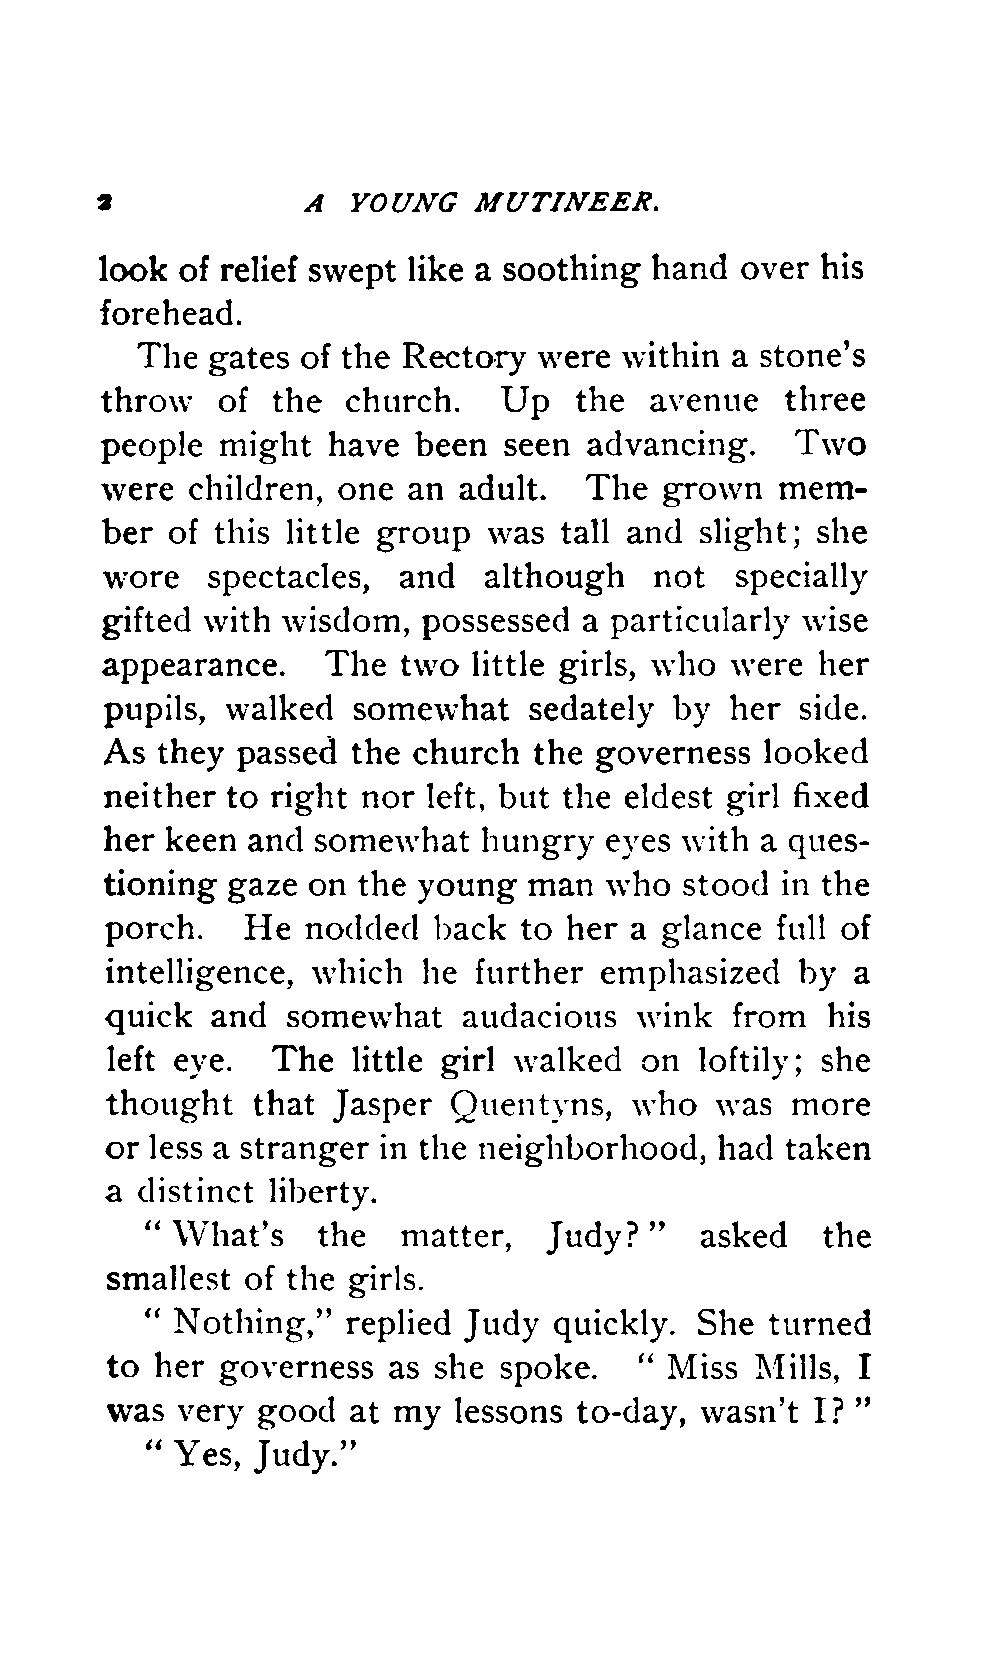 2 A YOUNG MUTINEER.
look of relief swept like a soothing hand over his
forehead.
The gates of the Rectory were within a stone's
throw of the church. Up the avenue three
people might have been seen advancing. Two
were children, one an adult. The grown mem-
ber of this little group was tall and slight; she
wore spectacles, and although not specially
gifted with wisdom, possessed a particularly wise
appearance. The two little girls, who were her
pupils, walked somewhat sedately by her side.
As they passed the church the governess looked
neither to right nor left, but the eldest girl fixed
her keen and somewhat hungry eyes with a ques-
tioning gaze on the young man who stood in the
porch. He nodded back to her a glance full of
intelligence, which he further emphasized by a
quick and somewhat audacious wink from his
left eye. The little girl walked on loftily; she
thought that Jasper Quentyns, who was more
or less a stranger in the neighborhood, had taken
a distinct liberty.
" What's the matter, Judy? " asked the
smallest of the girls.
" Nothing," replied Judy quickly. She turned
to her governess as she spoke. " Miss Mills, I
was very good at my lessons to-day, wasn't I? "
" Yes, Judy."